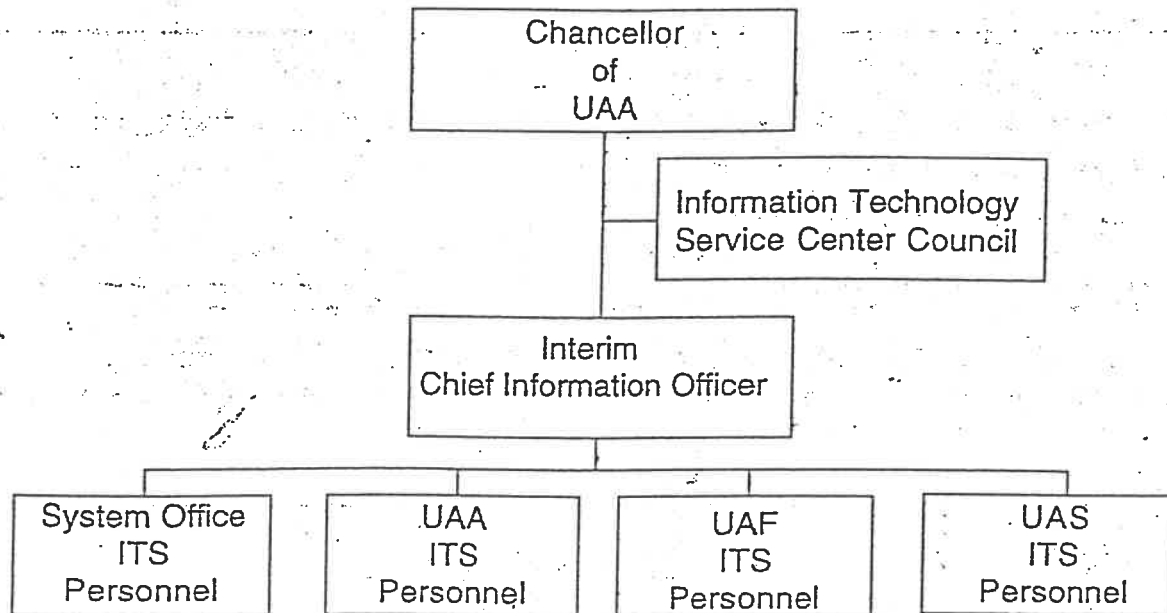 Chancellor
of
UAA
Information Technology
Service Center Council
Interim
Chief Information Officer
System Office
ITS
Personnel
UAA
ITS
Personnel
UAF
ITS
Personnel
UAS
ITS
Personnel